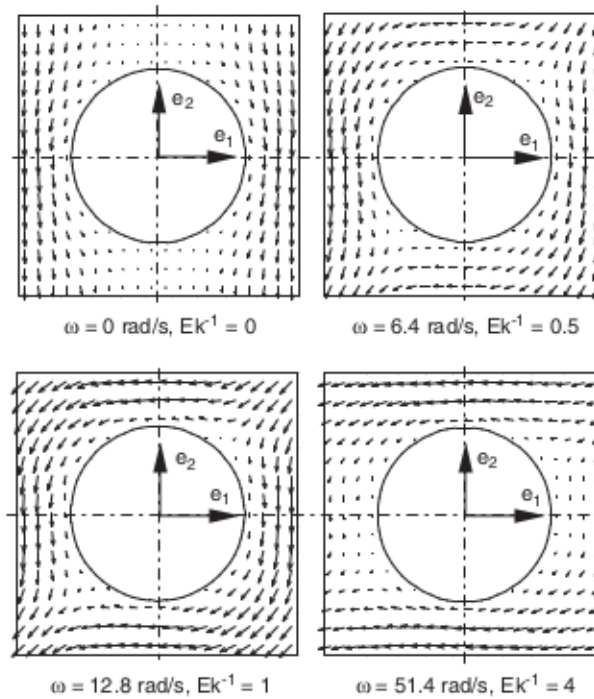 e2
e1
e2
e1
ω = 0 rad/s, Ek⁻¹ = 0
ω = 6.4 rad/s, Ek⁻¹ = 0.5
e2
e1
e2
e1
ω = 12.8 rad/s, Ek⁻¹ = 1
ω = 51.4 rad/s, Ek⁻¹ = 4